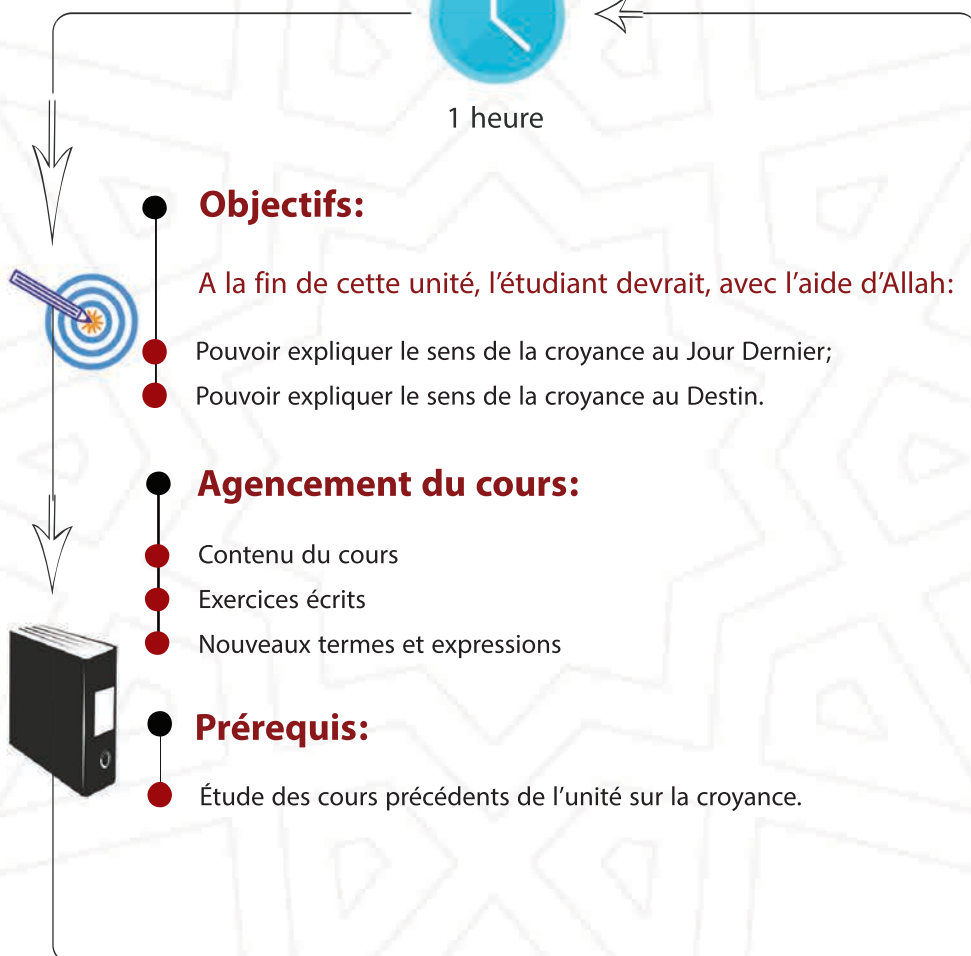 1 heure
Objectifs:
A la fin de cette unité, l’étudiant devrait, avec l’aide d’Allah:
Pouvoir expliquer le sens de la croyance au Jour Dernier;
Pouvoir expliquer le sens de la croyance au Destin.
Agencement du cours:
Contenu du cours
Exercices écrits
Nouveaux termes et expressions
Prérequis:
Étude des cours précédents de l’unité sur la croyance.